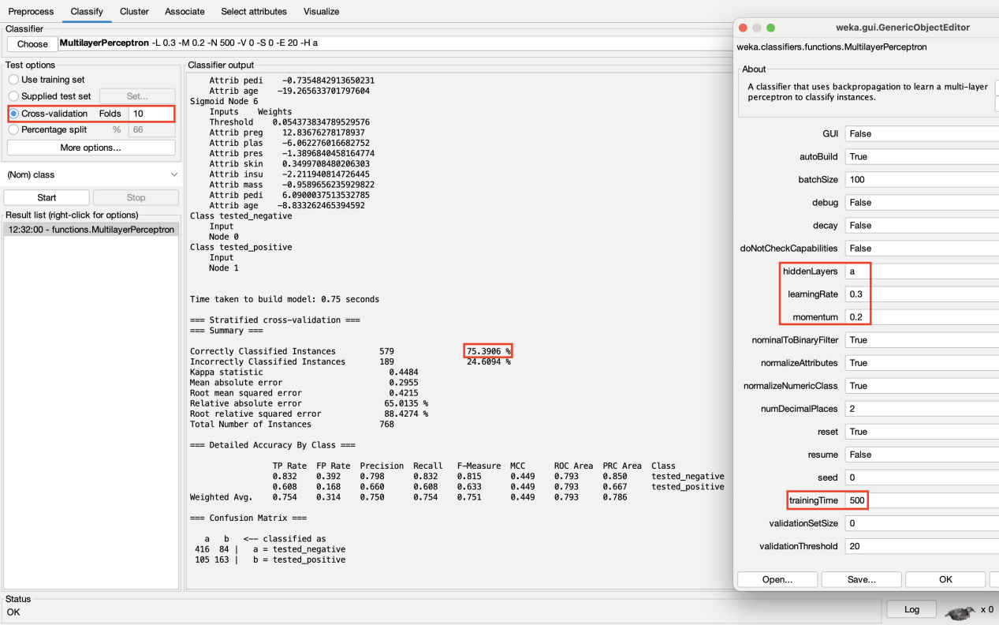 Preprocess Classify Cluster Associate Select attributes Visualize
Classifier
Choose MultilayerPerceptron -L 0.3 -M 0.2 -N 500 -V 0 -S 0 -E 20 -H a
Test options
Use training set
Supplied test set Set...
Cross-validation Folds 10
Percentage split % 66
More options...
(Nom) class
Start Stop
Result list (right-click for options)
12:32:00 - functions.MultilayerPerceptron
Classifier output
Attrib pedi -0.7354842913650231
Attrib age -19.265633701797604
Sigmoid Node 6
Inputs Weights
Threshold 0.054373834789529576
Attrib preg 12.83676278178937
Attrib plas -6.062276016682752
Attrib pres -1.3896840458164774
Attrib skin 0.3499708480206303
Attrib insu -2.211940814726445
Attrib mass -0.9589656235929822
Attrib pedi 6.0900037513532785
Attrib age -8.833262465394592
Class tested_negative
Input
Node 0
Class tested_positive
Input
Node 1
Time taken to build model: 0.75 seconds
=== Stratified cross-validation ===
=== Summary ===
Correctly Classified Instances 579 75.3906 %
Incorrectly Classified Instances 189 24.6094 %
Kappa statistic 0.4484
Mean absolute error 0.2955
Root mean squared error 0.4215
Relative absolute error 65.0135 %
Root relative squared error 88.4274 %
Total Number of Instances 768
=== Detailed Accuracy By Class ===
TP Rate FP Rate Precision Recall F-Measure MCC ROC Area PRC Area Class
0.832 0.392 0.798 0.832 0.815 0.449 0.793 0.850 tested_negative
0.608 0.168 0.660 0.608 0.633 0.449 0.793 0.667 tested_positive
Weighted Avg. 0.754 0.314 0.750 0.754 0.751 0.449 0.793 0.786
=== Confusion Matrix ===
a b <-- classified as
416 84 | a = tested_negative
105 163 | b = tested_positive
weka.gui.GenericObjectEditor
weka.classifiers.functions.MultilayerPerceptron
About
A classifier that uses backpropagation to learn a multi-layer
perceptron to classify instances.
GUI False
autoBuild True
batchSize 100
debug False
decay False
doNotCheckCapabilities False
hiddenLayers a
learningRate 0.3
momentum 0.2
nominalToBinaryFilter True
normalizeAttributes True
normalizeNumericClass True
numDecimalPlaces 2
reset True
resume False
seed 0
trainingTime 500
validationSetSize 0
validationThreshold 20
Open... Save... OK
Status
OK
Log x 0